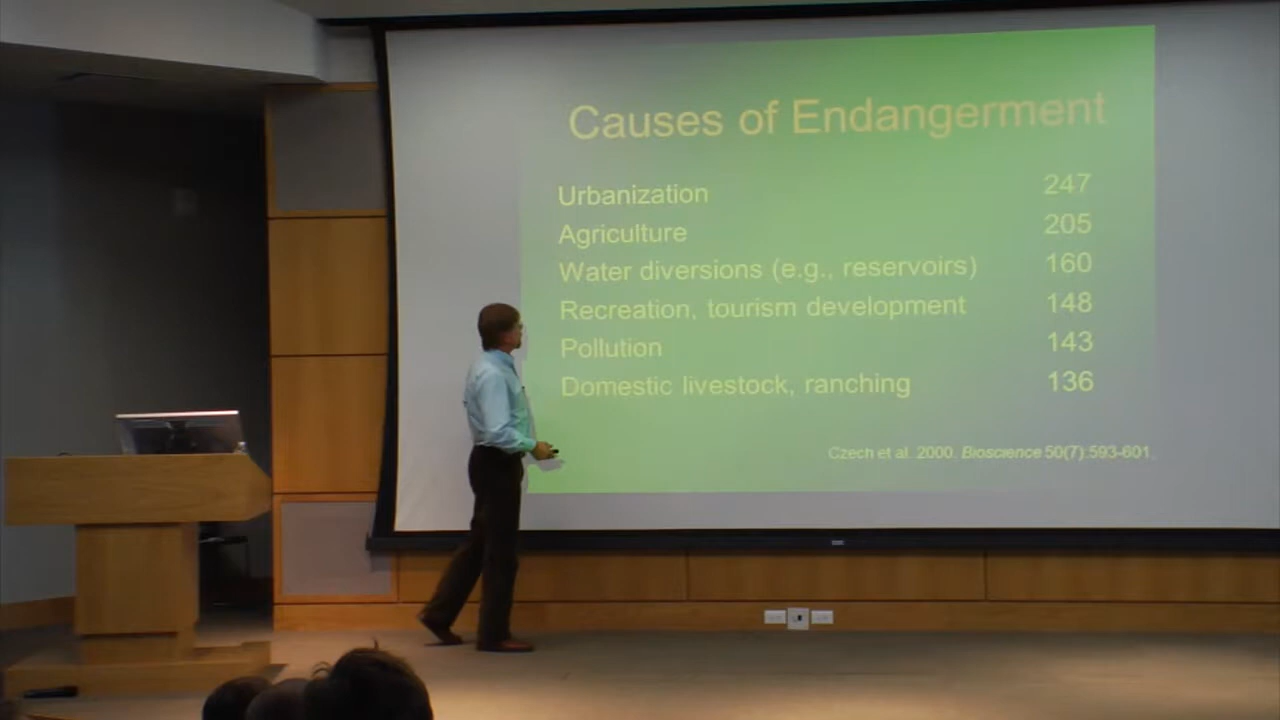 Causes of Endangerment
Urbanization 247
Agriculture 205
Water diversions (e.g., reservoirs) 160
Recreation, tourism development 148
Pollution 143
Domestic livestock, ranching 136
Czech et al. 2000. Bioscience 50(7):593-601